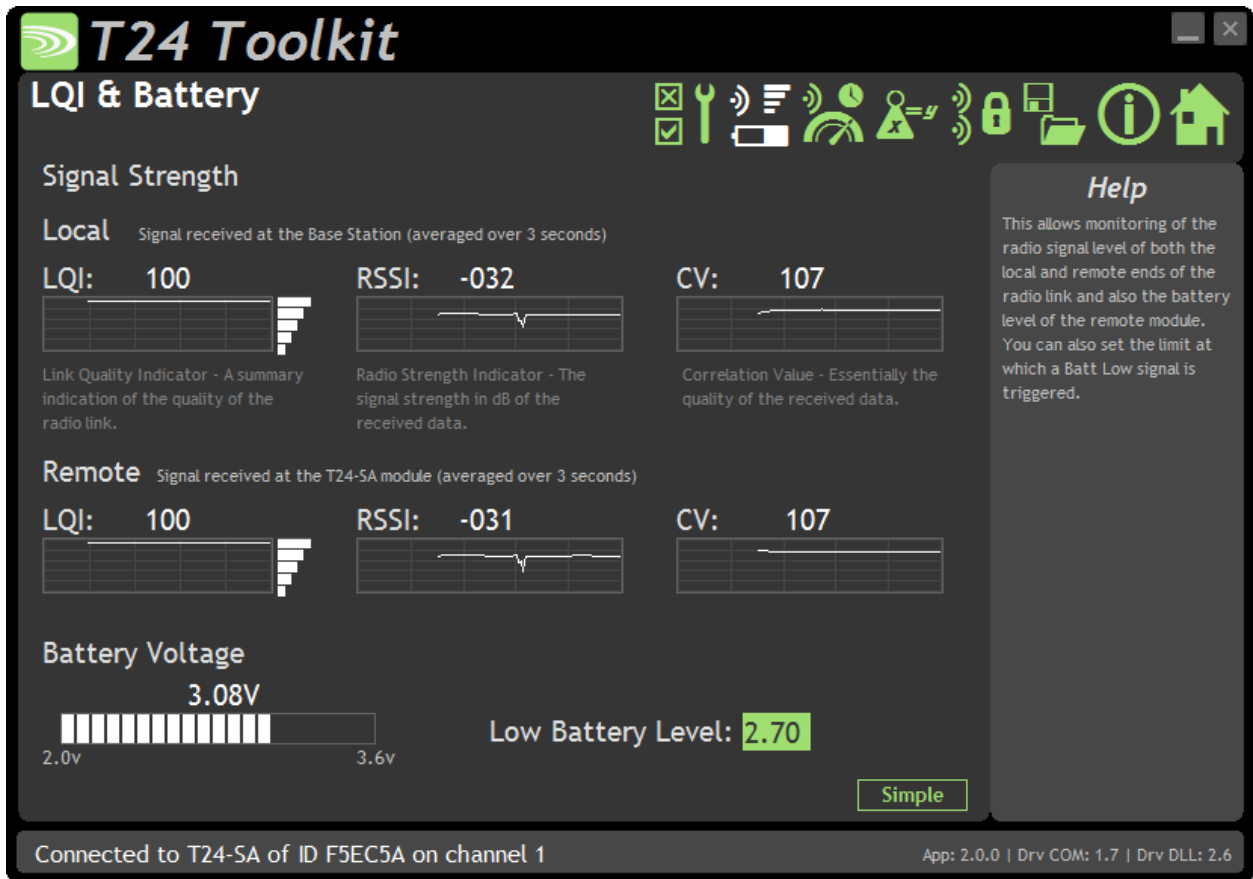 T24 Toolkit
LQI & Battery
x=y
Signal Strength
Local Signal received at the Base Station (averaged over 3 seconds)
LQI: 100 RSSI: -032 CV: 107
Link Quality Indicator - A summary
indication of the quality of the
radio link.
Radio Strength Indicator - The
signal strength in dB of the
received data.
Correlation Value - Essentially the
quality of the received data.
Remote Signal received at the T24-SA module (averaged over 3 seconds)
LQI: 100 RSSI: -031 CV: 107
Battery Voltage
3.08V
2.0v 3.6v
Low Battery Level: 2.70
Simple
Help
This allows monitoring of the
radio signal level of both the
local and remote ends of the
radio link and also the battery
level of the remote module.
You can also set the limit at
which a Batt Low signal is
triggered.
Connected to T24-SA of ID F5EC5A on channel 1
App: 2.0.0 | Drv COM: 1.7 | Drv DLL: 2.6